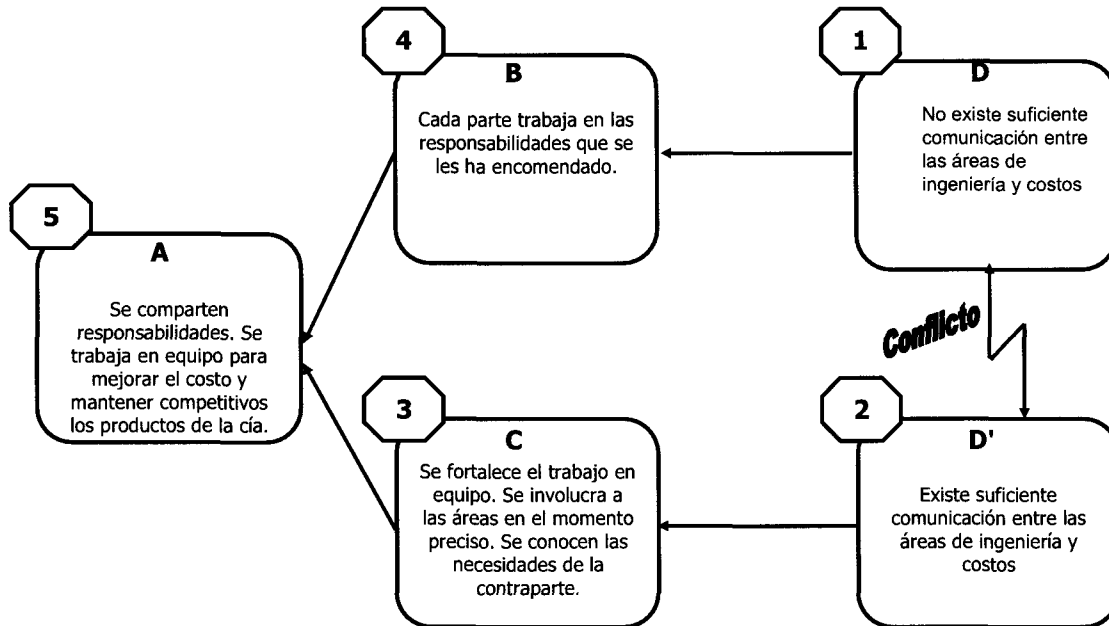 4
B
Cada parte trabaja en las
responsabilidades que se
les ha encomendado.
1
D
No existe suficiente
comunicación entre
las áreas de
ingeniería y costos
5
A
Se comparten
responsabilidades. Se
trabaja en equipo para
mejorar el costo y
mantener competitivos
los productos de la cía.
Conflicto
3
C
Se fortalece el trabajo en
equipo. Se involucra a
las áreas en el momento
preciso. Se conocen las
necesidades de la
contraparte.
2
D'
Existe suficiente
comunicación entre las
áreas de ingeniería y
costos